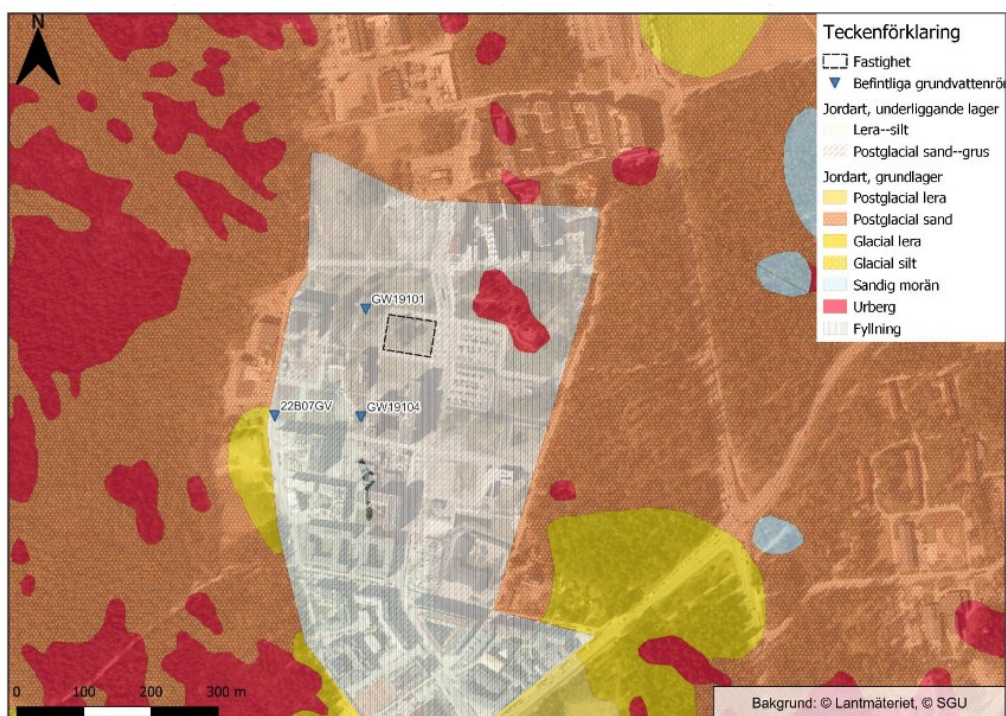 N
Teckenförklaring
Fastighet
Befintliga grundvattenrör
Jordart, underliggande lager
Lera--silt
Postglacial sand--grus
Jordart, grundlager
Postglacial lera
Postglacial sand
Glacial lera
Glacial silt
Sandig morän
Urberg
Fyllning
GW19101
22B07GV
GW19104
0 100 200 300 m
Bakgrund: © Lantmäteriet, © SGU